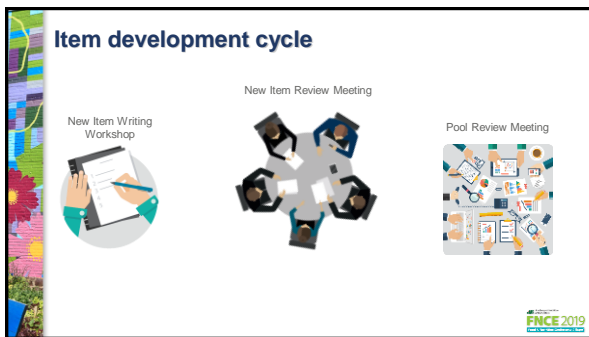 Item development cycle
New Item Review Meeting
New Item Writing
Workshop
Pool Review Meeting
FNCE 2019